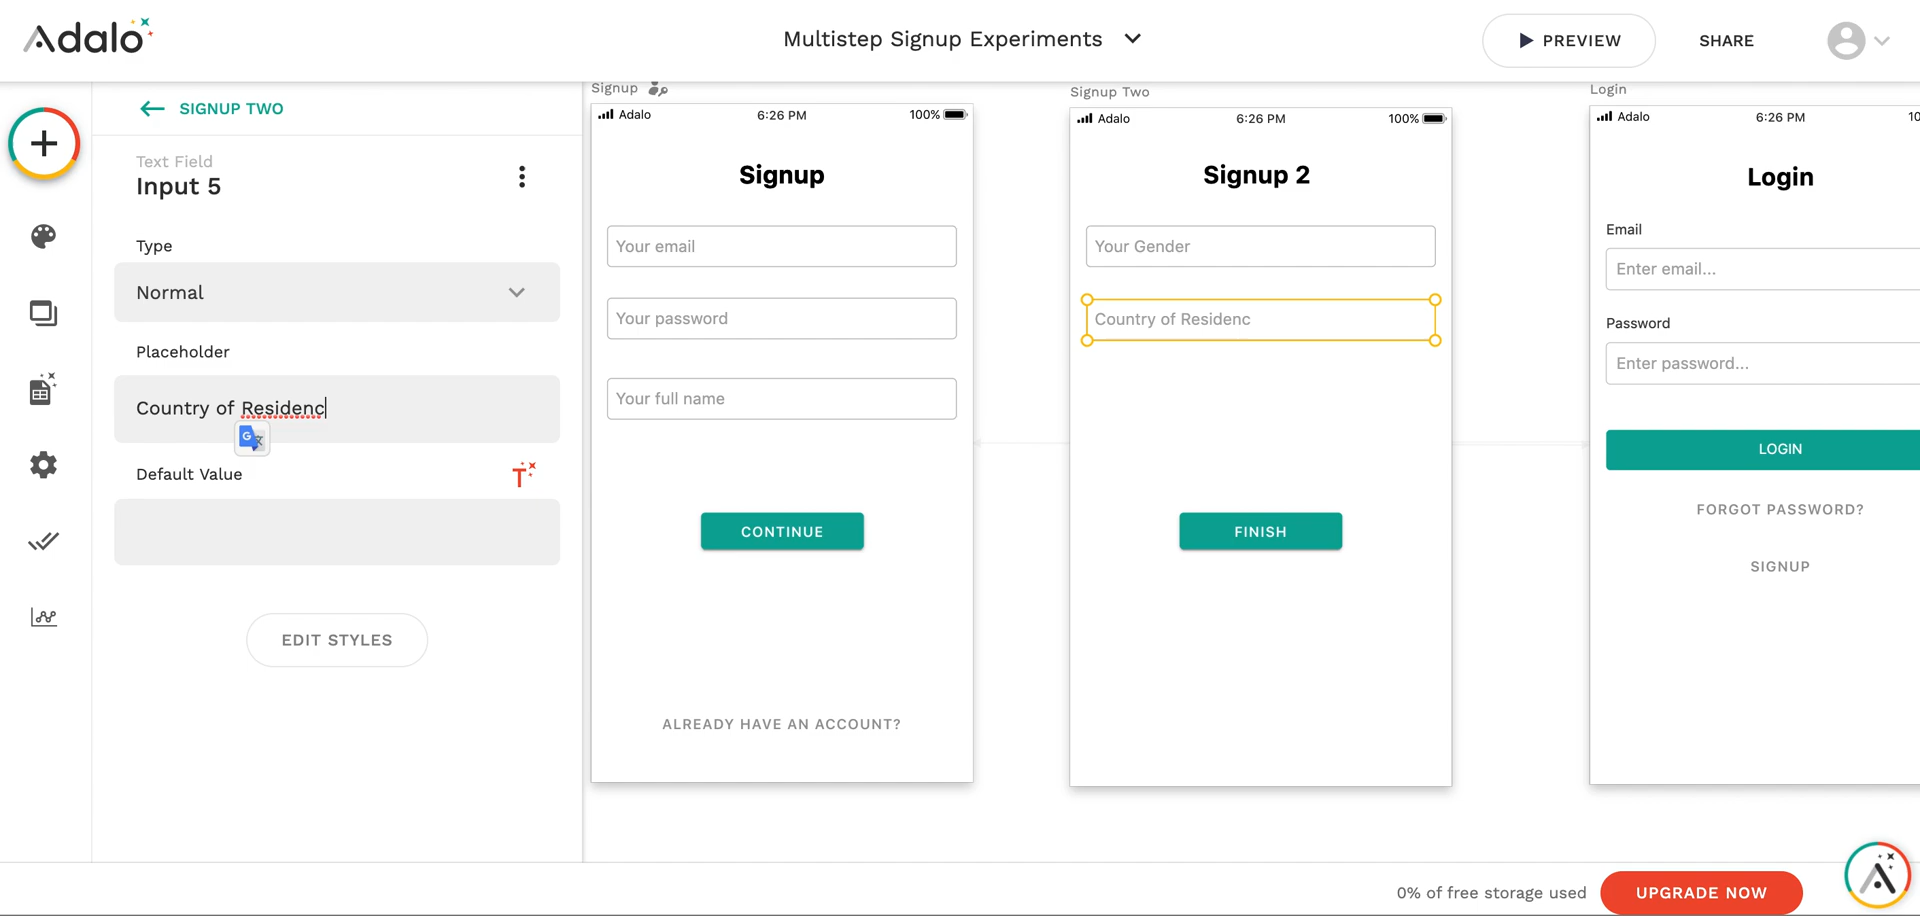 Adalo
Multistep Signup Experiments
PREVIEW
SHARE
SIGNUP TWO
Text Field
Input 5
Type
Normal
Placeholder
Country of Residenc
Default Value
EDIT STYLES
Signup
Adalo 6:26 PM 100%
Signup
Your email
Your password
Your full name
CONTINUE
ALREADY HAVE AN ACCOUNT?
Signup Two
Adalo 6:26 PM 100%
Signup 2
Your Gender
Country of Residenc
FINISH
Login
Adalo 6:26 PM 10
Login
Email
Enter email...
Password
Enter password...
LOGIN
FORGOT PASSWORD?
SIGNUP
0% of free storage used
UPGRADE NOW